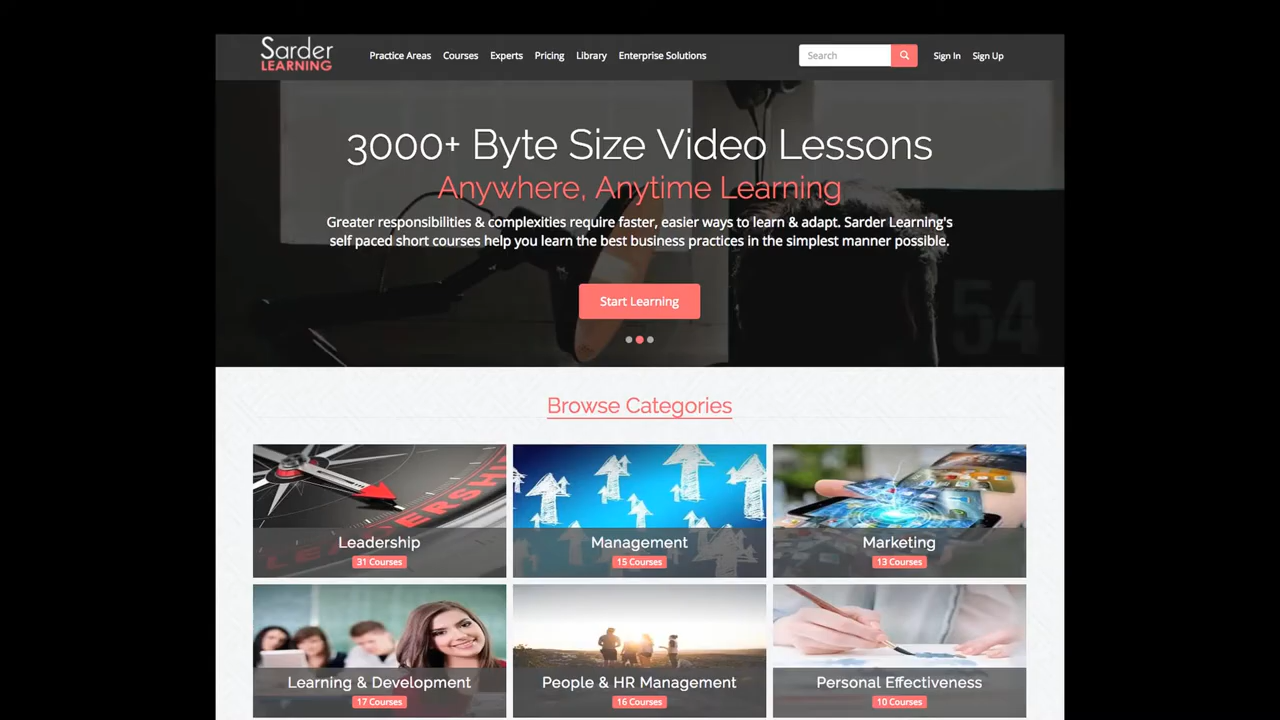 Sarder
LEARNING
Practice Areas
Courses
Experts
Pricing
Library
Enterprise Solutions
Search
Sign In
Sign Up
3000+ Byte Size Video Lessons
Anywhere, Anytime Learning
Greater responsibilities & complexities require faster, easier ways to learn & adapt. Sarder Learning's
self paced short courses help you learn the best business practices in the simplest manner possible.
54
Start Learning
Browse Categories
Leadership
31 Courses
Management
15 Courses
Marketing
13 Courses
Learning & Development
17 Courses
People & HR Management
16 Courses
Personal Effectiveness
10 Courses